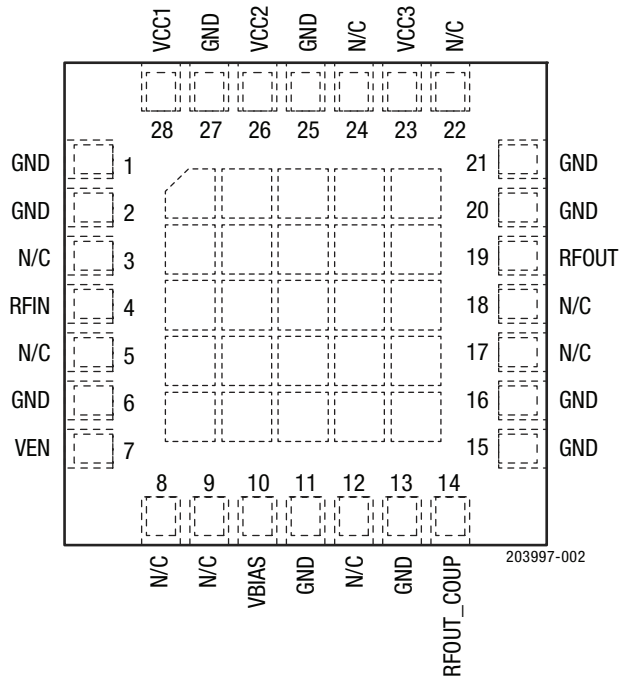 VCC1
GND
VCC2
GND
N/C
VCC3
N/C
28
27
26
25
24
23
22
GND 1
GND 2
N/C 3
RFIN 4
N/C 5
GND 6
VEN 7
21 GND
20 GND
19 RFOUT
18 N/C
17 N/C
16 GND
15 GND
8
9
10
11
12
13
14
N/C
N/C
VBIAS
GND
N/C
GND
RFOUT_COUP
203997-002